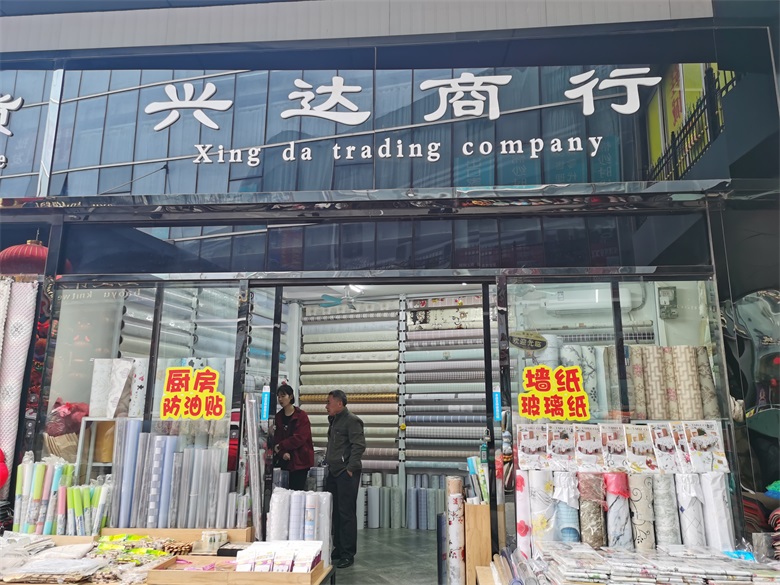 兴达商行
Xing da trading company
厨房
防油贴
墙纸
玻璃纸